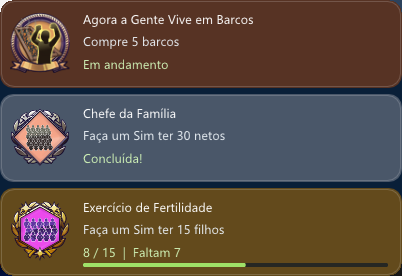 Agora a Gente Vive em Barcos
Compre 5 barcos
Em andamento
Chefe da Família
Faça um Sim ter 30 netos
Concluída!
Exercício de Fertilidade
Faça um Sim ter 15 filhos
8 / 15 | Faltam 7